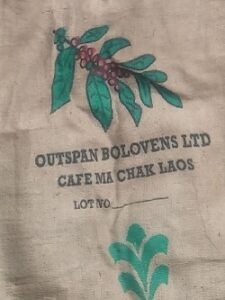 OUTSPAN BOLOVENS LTD
CAFE MA CHAK LAOS
LOT NO